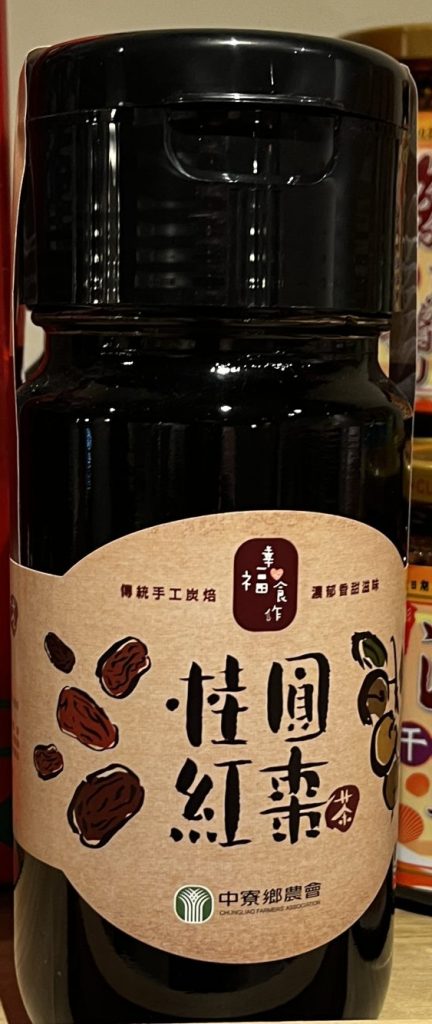 幸福食作
傳統手工炭焙
濃郁香甜滋味
桂圓
紅棗茶
中寮鄉農會
CHUNGLIAO FARMERS' ASSOCIATION